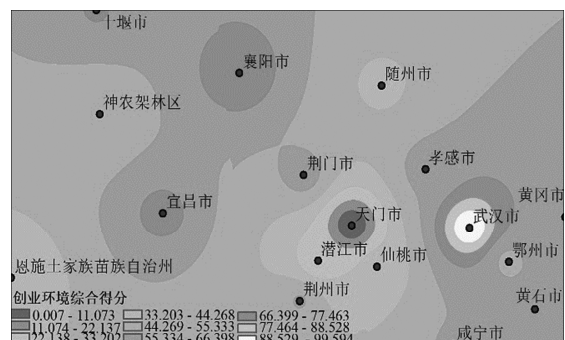 十堰市
襄阳市
随州市
神农架林区
荆门市
孝感市
宜昌市
黄冈市
天门市
武汉市
潜江市
仙桃市
鄂州市
恩施土家族苗族自治州
荆州市
黄石市
咸宁市
创业环境综合得分
0.007 - 11.073
33.203 - 44.268
66.399 - 77.463
11.074 - 22.137
44.269 - 55.333
77.464 - 88.528
22.138 - 33.202
55.334 - 66.398
88.529 - 99.594